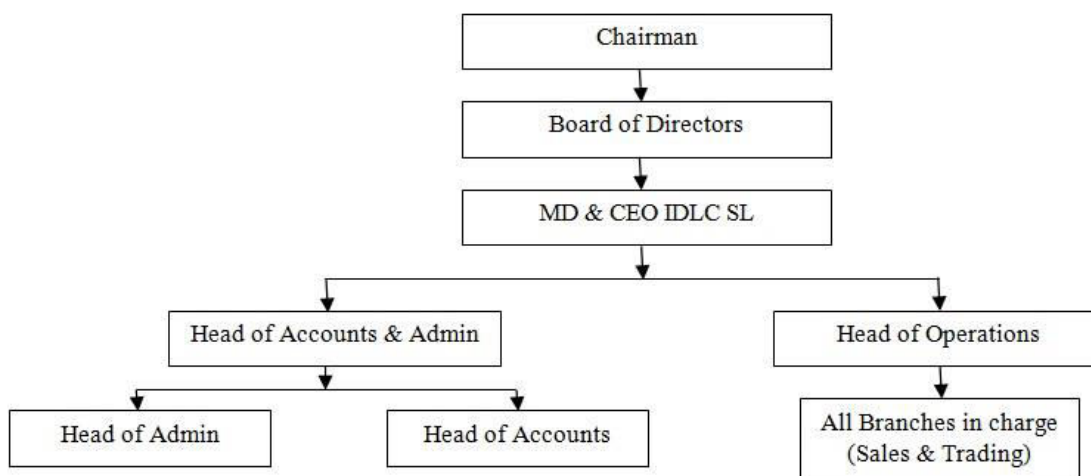 Chairman
Board of Directors
MD & CEO IDLC SL
Head of Accounts & Admin
Head of Operations
Head of Admin
Head of Accounts
All Branches in charge
(Sales & Trading)